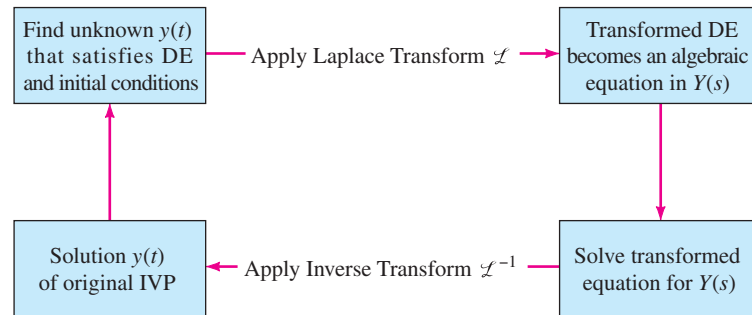 Find unknown y(t)
that satisfies DE
and initial conditions
Apply Laplace Transform ℒ
Transformed DE
becomes an algebraic
equation in Y(s)
Solution y(t)
of original IVP
Apply Inverse Transform ℒ⁻¹
Solve transformed
equation for Y(s)